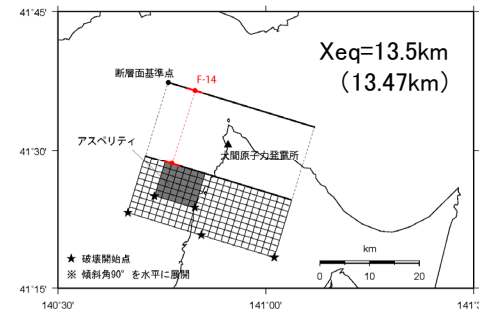 41°45'
Xeq=13.5km
(13.47km)
断層面基準点
F-14
アスペリティ
41°30'
大間原子力発電所
★ 破壊開始点
※ 傾斜角90° を水平に展開
km
0 10 20
41°15'
140°30' 141°00' 141°3